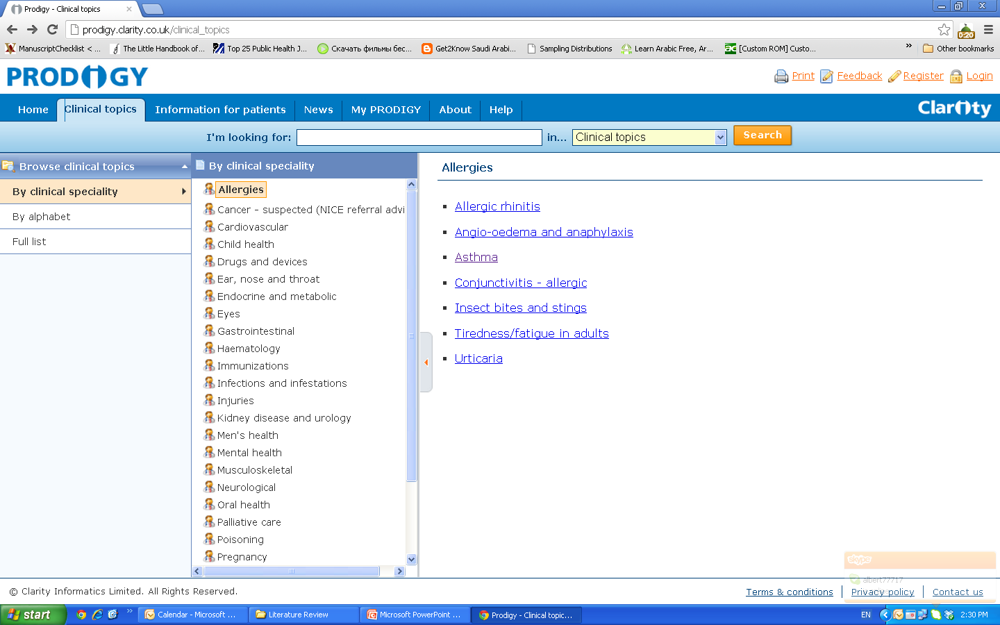 Prodigy - Clinical topics
prodigy.clarity.co.uk/clinical_topics
0:20
ManuscriptChecklist < ...
The Little Handbook of...
Top 25 Public Health J...
Скачать фильмы бес...
Get2Know Saudi Arabi...
Sampling Distributions
Learn Arabic Free, Ar...
[Custom ROM] Custo...
»
Other bookmarks
PRODIGY
Print
Feedback
Register
Login
Home
Clinical topics
Information for patients
News
My PRODIGY
About
Help
Clarity
I'm looking for:
in...
Clinical topics
Search
Browse clinical topics
By clinical speciality
By alphabet
Full list
By clinical speciality
Allergies
Cancer - suspected (NICE referral advi
Cardiovascular
Child health
Drugs and devices
Ear, nose and throat
Endocrine and metabolic
Eyes
Gastrointestinal
Haematology
Immunizations
Infections and infestations
Injuries
Kidney disease and urology
Men's health
Mental health
Musculoskeletal
Neurological
Oral health
Palliative care
Poisoning
Pregnancy
Allergies
Allergic rhinitis
Angio-oedema and anaphylaxis
Asthma
Conjunctivitis - allergic
Insect bites and stings
Tiredness/fatigue in adults
Urticaria
skype
albert77717
© Clarity Informatics Limited. All Rights Reserved.
Terms & conditions
Privacy policy
Contact us
start
»
Calendar - Microsoft ...
Literature Review
Microsoft PowerPoint ...
Prodigy - Clinical topic...
EN
2:30 PM